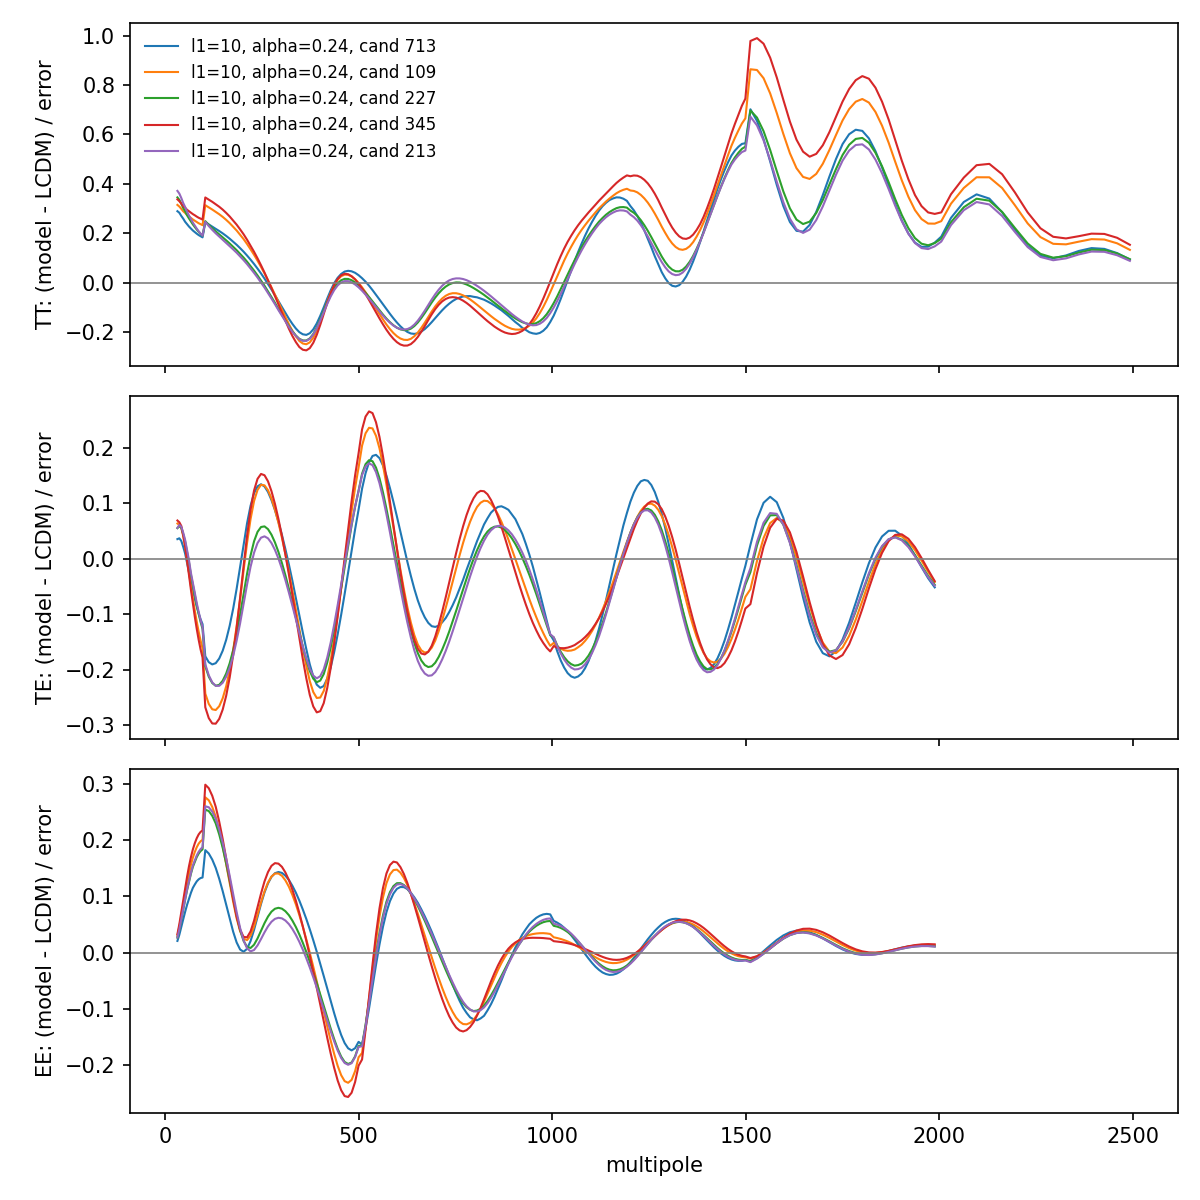 TT: (model - LCDM) / error
1.0
0.8
0.6
0.4
0.2
0.0
−0.2
l1=10, alpha=0.24, cand 713
l1=10, alpha=0.24, cand 109
l1=10, alpha=0.24, cand 227
l1=10, alpha=0.24, cand 345
l1=10, alpha=0.24, cand 213
TE: (model - LCDM) / error
0.2
0.1
0.0
−0.1
−0.2
−0.3
EE: (model - LCDM) / error
0.3
0.2
0.1
0.0
−0.1
−0.2
0 500 1000 1500 2000 2500
multipole